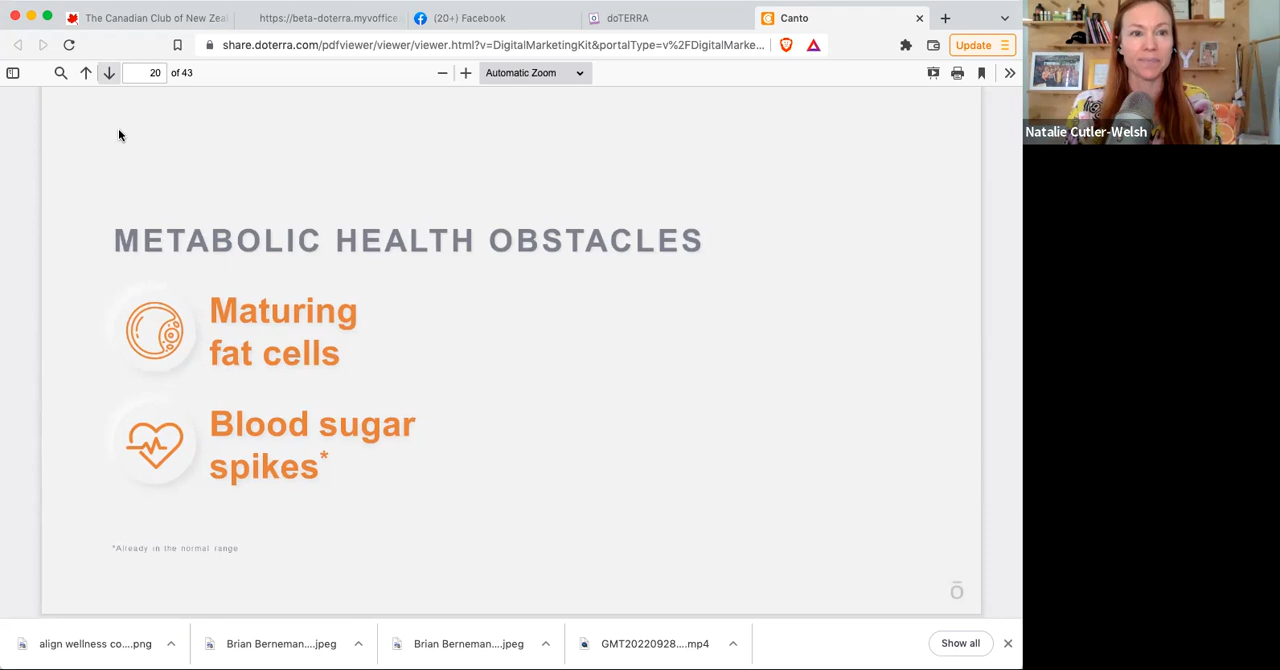 The Canadian Club of New Zeal
https://beta-doterra.myvoffice.
(20+) Facebook
doTERRA
Canto
share.doterra.com/pdfviewer/viewer/viewer.html?v=DigitalMarketingKit&portalType=v%2FDigitalMarke...
Update
20 of 43
Automatic Zoom
Natalie Cutler-Welsh
METABOLIC HEALTH OBSTACLES
Maturing
fat cells
Blood sugar
spikes*
*Already in the normal range
ō
align wellness co....png
Brian Berneman....jpeg
Brian Berneman....jpeg
GMT20220928....mp4
Show all